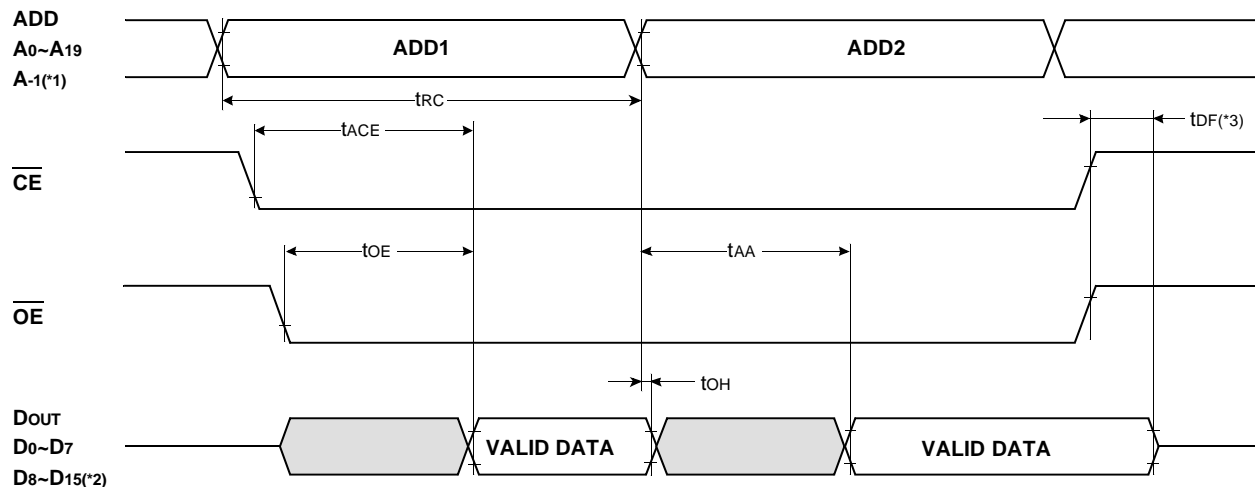 ADD
A0~A19
A-1(*1)
ADD1
ADD2
tRC
tACE
tDF(*3)
CE
tOE
tAA
OE
tOH
DOUT
D0~D7
D8~D15(*2)
VALID DATA
VALID DATA